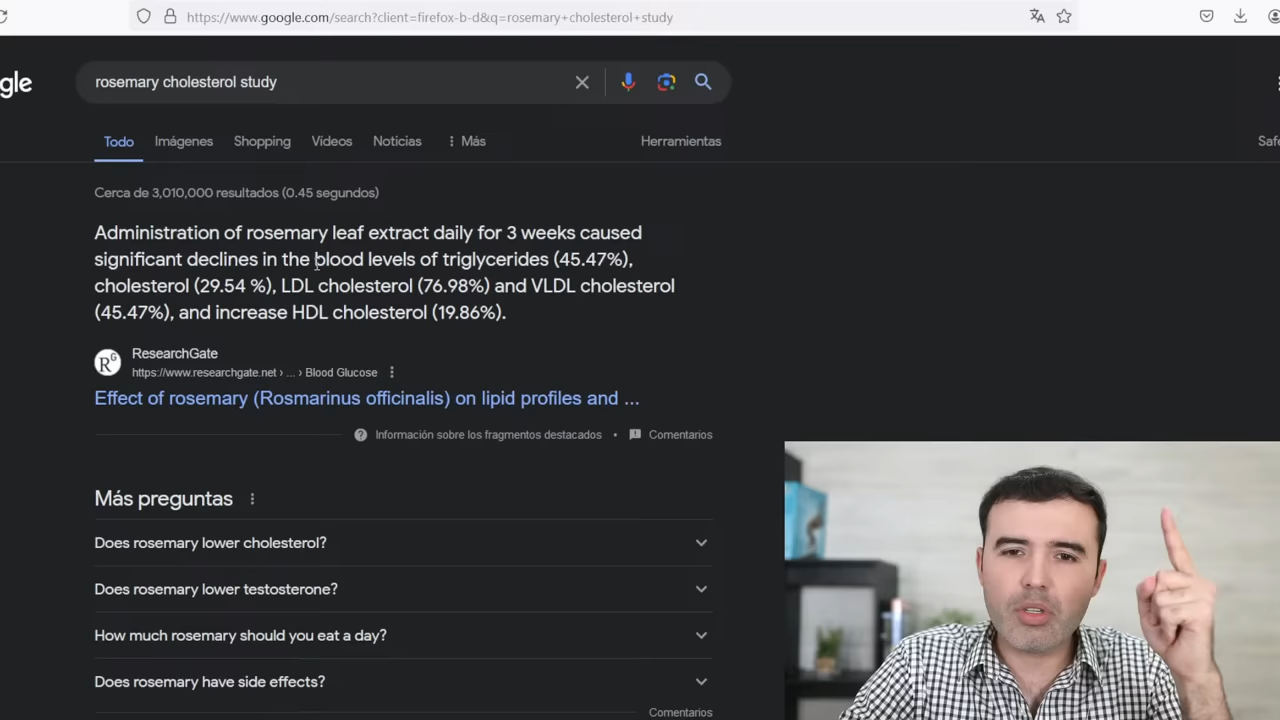 https://www.google.com/search?client=firefox-b-d&q=rosemary+cholesterol+study
gle
rosemary cholesterol study
Todo Imágenes Shopping Videos Noticias Más Herramientas Safe
Cerca de 3,010,000 resultados (0.45 segundos)
Administration of rosemary leaf extract daily for 3 weeks caused
significant declines in the blood levels of triglycerides (45.47%),
cholesterol (29.54 %), LDL cholesterol (76.98%) and VLDL cholesterol
(45.47%), and increase HDL cholesterol (19.86%).
RG
ResearchGate
https://www.researchgate.net › ... › Blood Glucose
Effect of rosemary (Rosmarinus officinalis) on lipid profiles and ...
Información sobre los fragmentos destacados • Comentarios
Más preguntas
Does rosemary lower cholesterol?
Does rosemary lower testosterone?
How much rosemary should you eat a day?
Does rosemary have side effects?
Comentarios